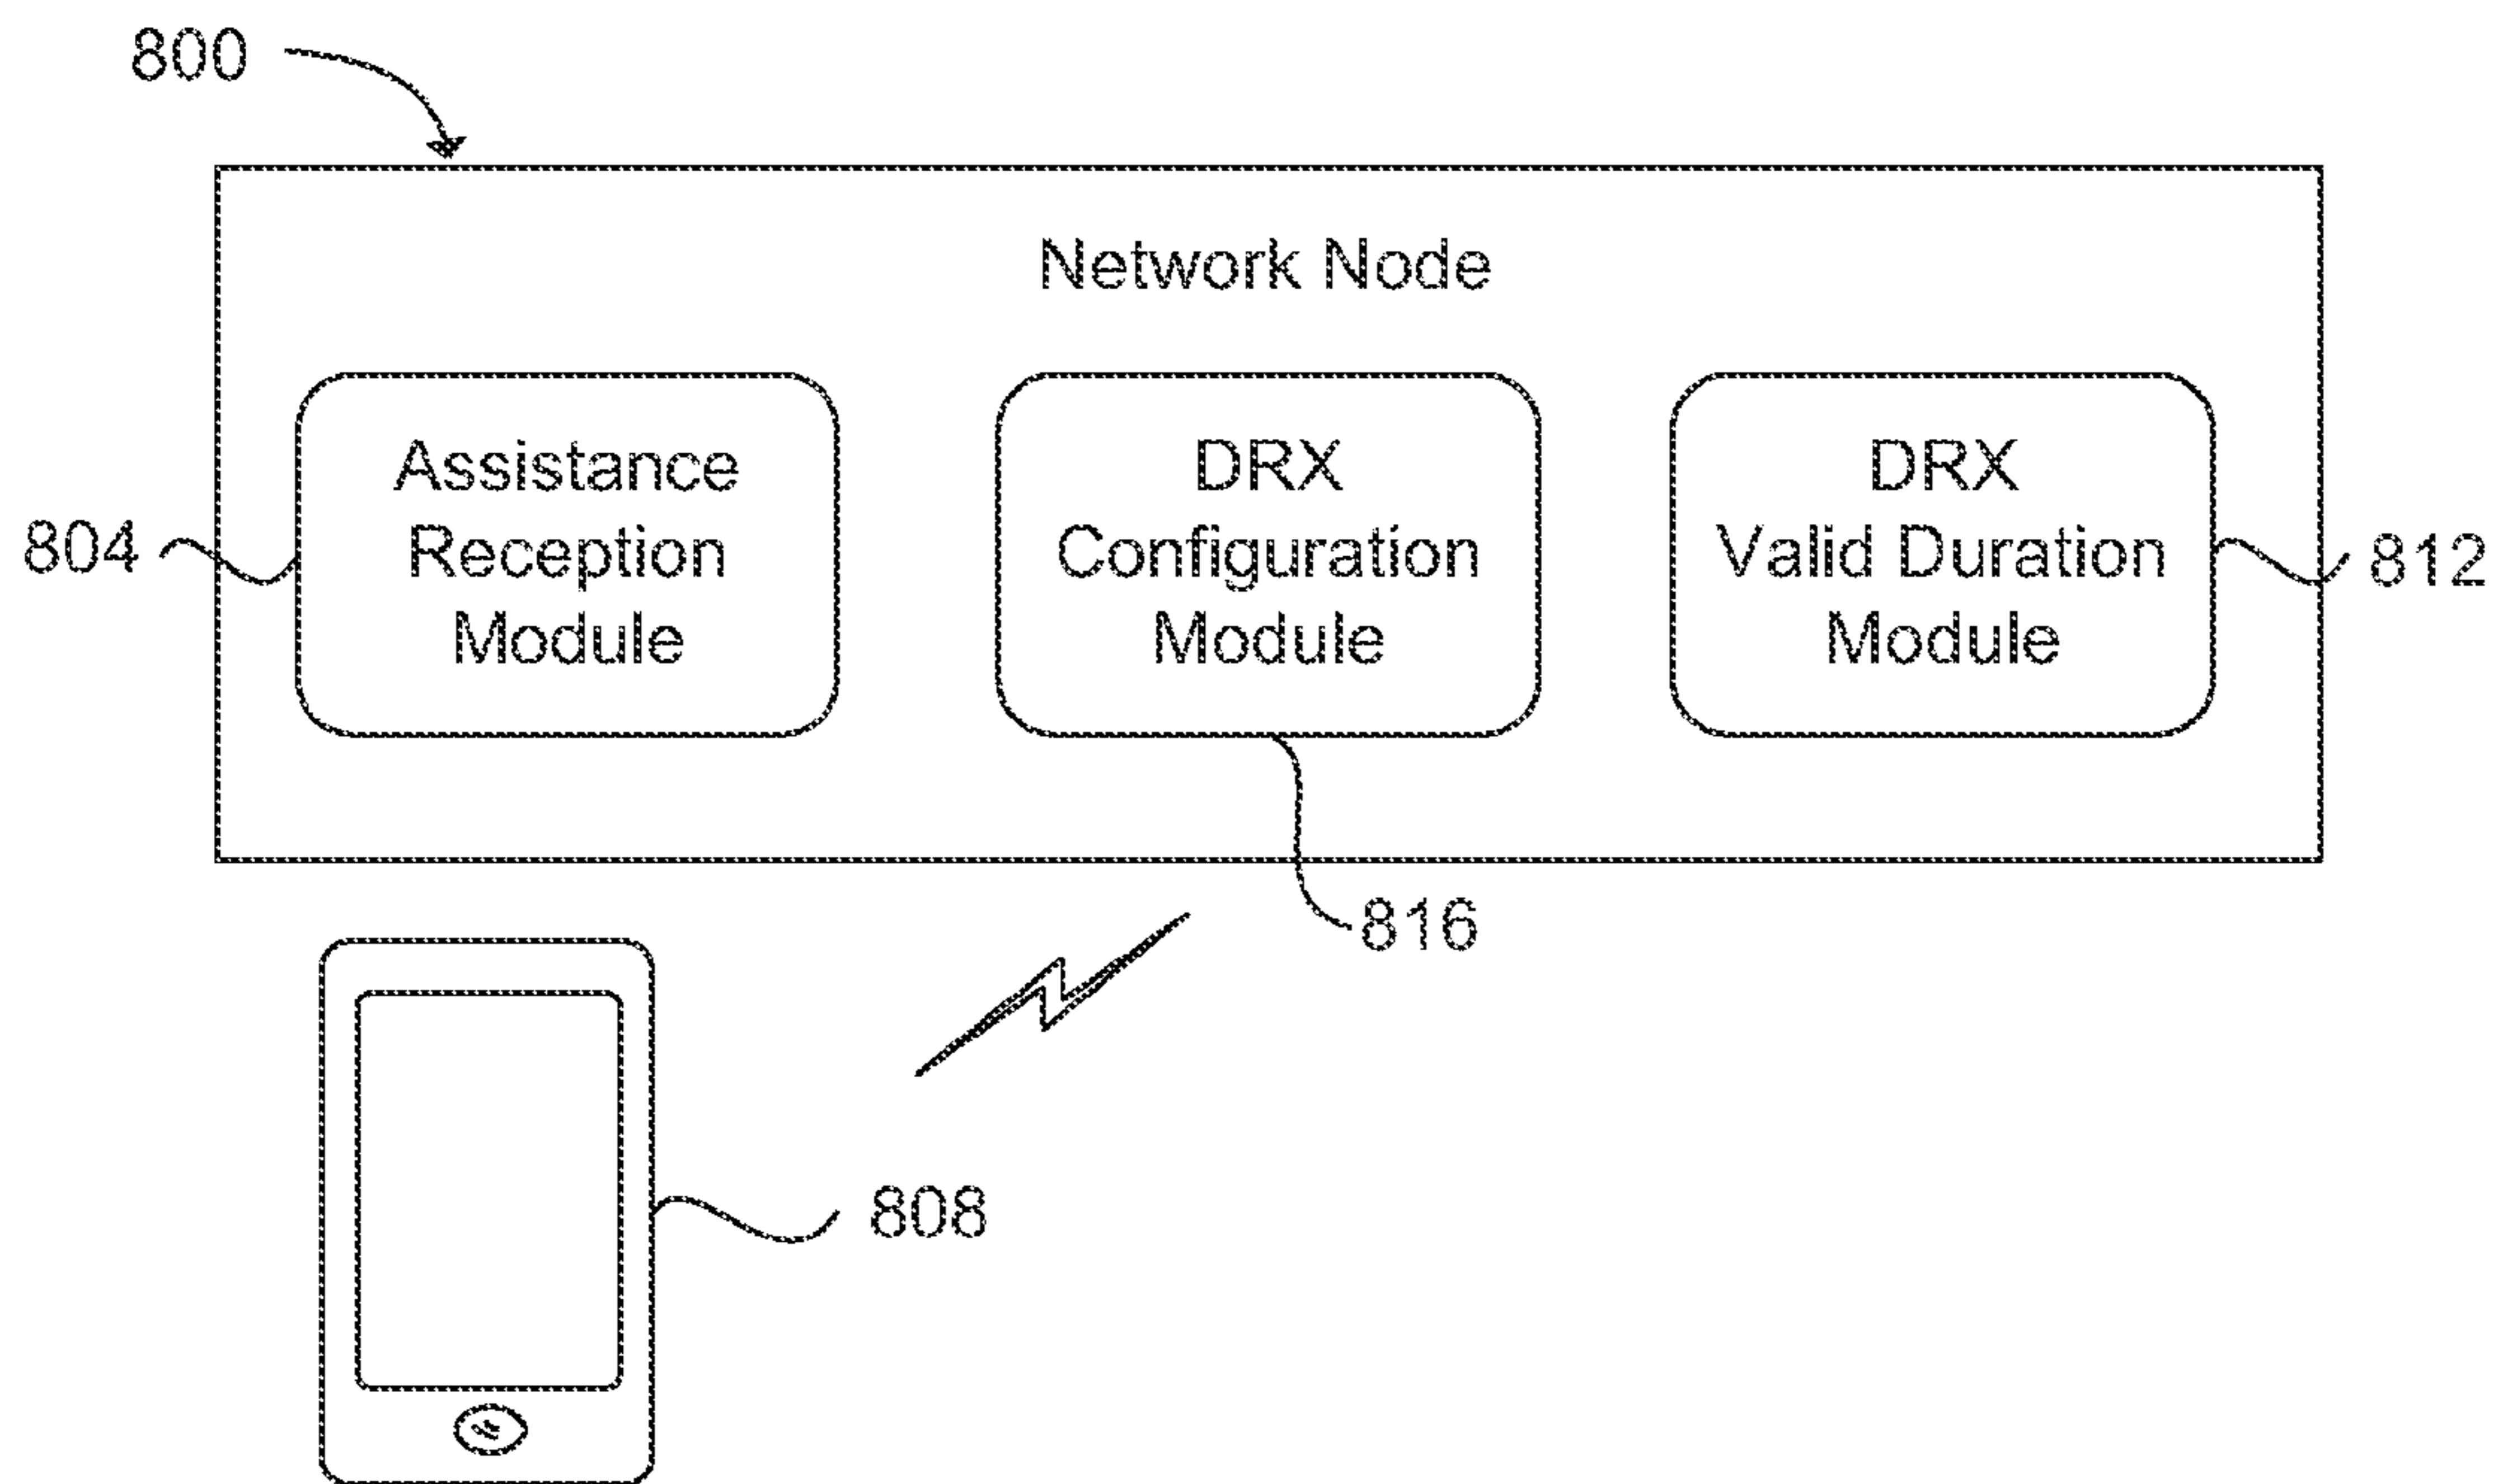 800
Network Node
Assistance
Reception
Module
804
DRX
Configuration
Module
816
DRX
Valid Duration
Module
812
808